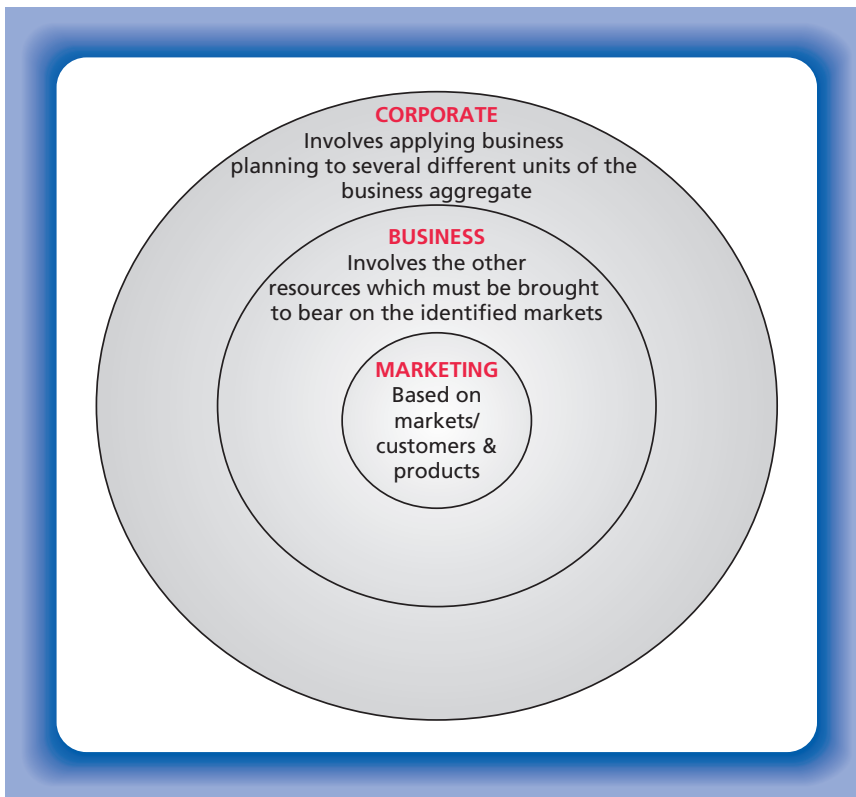 CORPORATE
Involves applying business
planning to several different units of the
business aggregate
BUSINESS
Involves the other
resources which must be brought
to bear on the identified markets
MARKETING
Based on
markets/
customers &
products